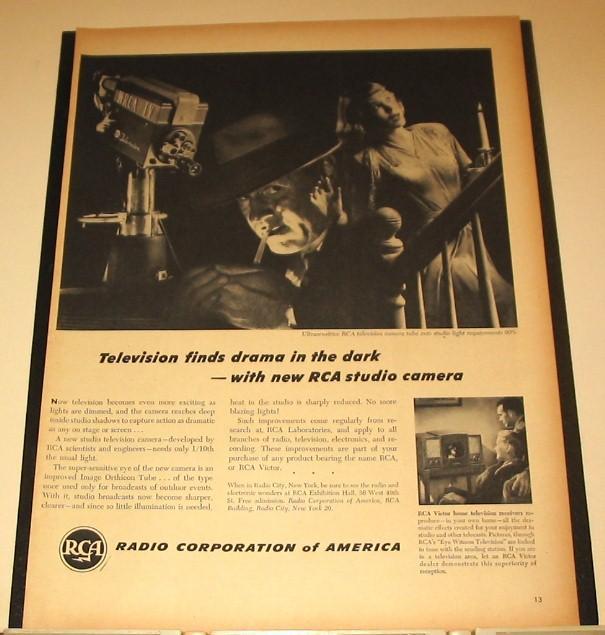 Ultrasensitive RCA television camera tube cuts studio light requirements 90%
Television finds drama in the dark
— with new RCA studio camera
Now television becomes even more exciting as
lights are dimmed, and the camera reaches deep
inside studio shadows to capture action as dramatic
as any on stage or screen . . .
A new studio television camera—developed by
RCA scientists and engineers—needs only 1/10th
the usual light.
The super-sensitive eye of the new camera is an
improved Image Orthicon Tube . . . of the type
once used only for broadcasts of outdoor events.
With it, studio broadcasts now become sharper,
clearer—and since so little illumination is needed,
heat in the studio is sharply reduced. No more
blazing lights!
Such improvements come regularly from re-
search at RCA Laboratories, and apply to all
branches of radio, television, electronics, and re-
cording. These improvements are part of your
purchase of any product bearing the name RCA,
or RCA Victor.
When in Radio City, New York, be sure to see the radio and
electronic wonders at RCA Exhibition Hall, 36 West 49th
St. Free admission. Radio Corporation of America, RCA
Building, Radio City, New York 20.
RCA Victor home television receivers re-
produce—in your own home—all the dra-
matic effects created for your enjoyment in
studio and other telecasts. Pictures, through
RCA's "Eye Witness Television" are locked
in tune with the sending station. If you are
in a television area, let an RCA Victor
dealer demonstrate this superiority of
reception.
RCA
RADIO CORPORATION of AMERICA
13